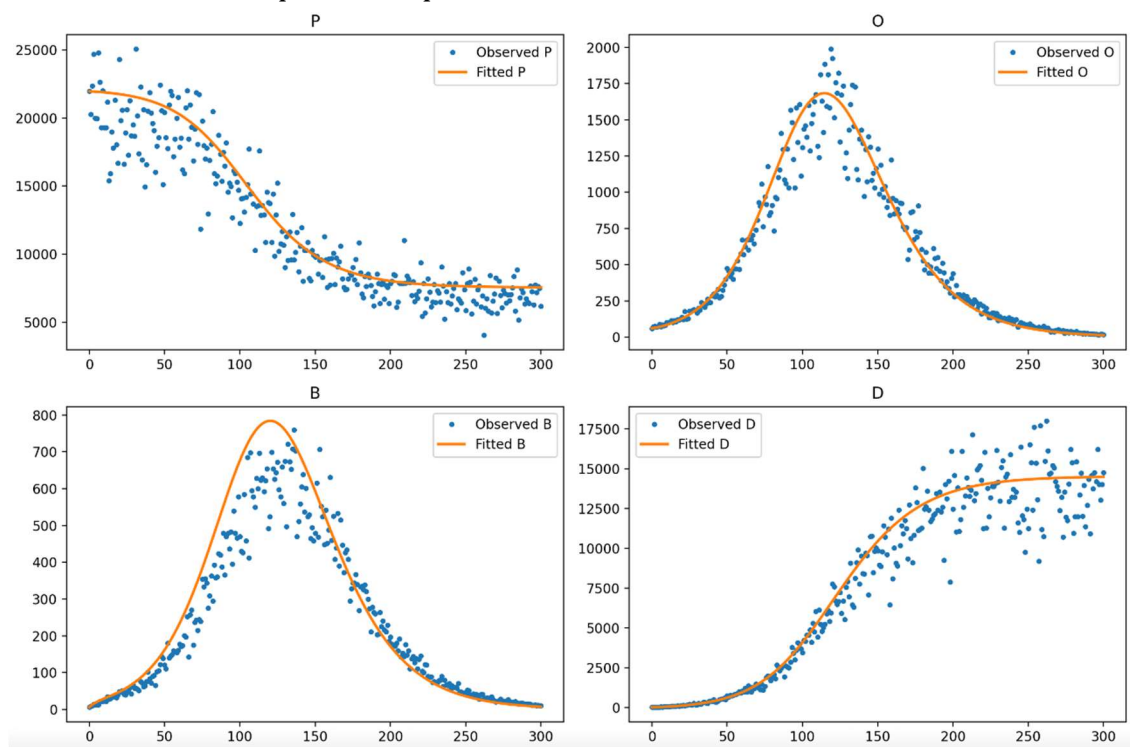 P
25000
20000
15000
10000
5000
0 50 100 150 200 250 300
Observed P
Fitted P
O
2000
1750
1500
1250
1000
750
500
250
0
0 50 100 150 200 250 300
Observed O
Fitted O
B
800
700
600
500
400
300
200
100
0
0 50 100 150 200 250 300
Observed B
Fitted B
D
17500
15000
12500
10000
7500
5000
2500
0
0 50 100 150 200 250 300
Observed D
Fitted D